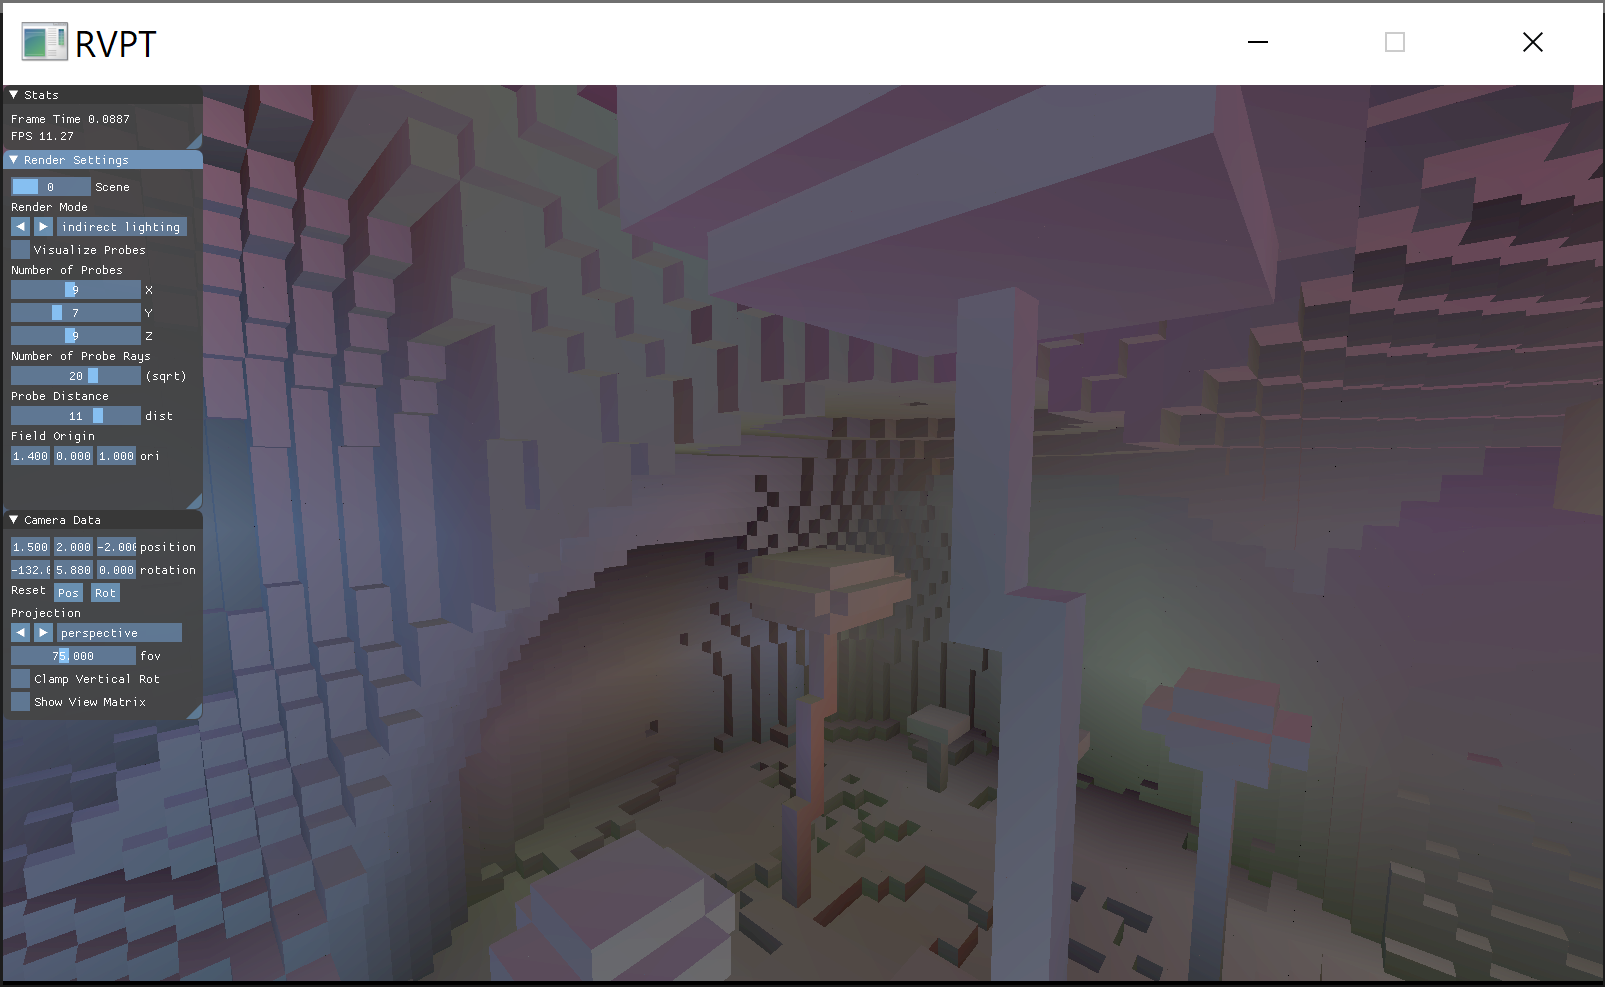 RVPT
Stats
Frame Time 0.0887
FPS 11.27
Render Settings
0 Scene
Render Mode
indirect lighting
Visualize Probes
Number of Probes
9 X
7 Y
9 Z
Number of Probe Rays
20 (sqrt)
Probe Distance
11 dist
Field Origin
1.400 0.000 1.000 ori
Camera Data
1.500 2.000 -2.000 position
-132.0 5.880 0.000 rotation
Reset Pos Rot
Projection
perspective
75.000 fov
Clamp Vertical Rot
Show View Matrix